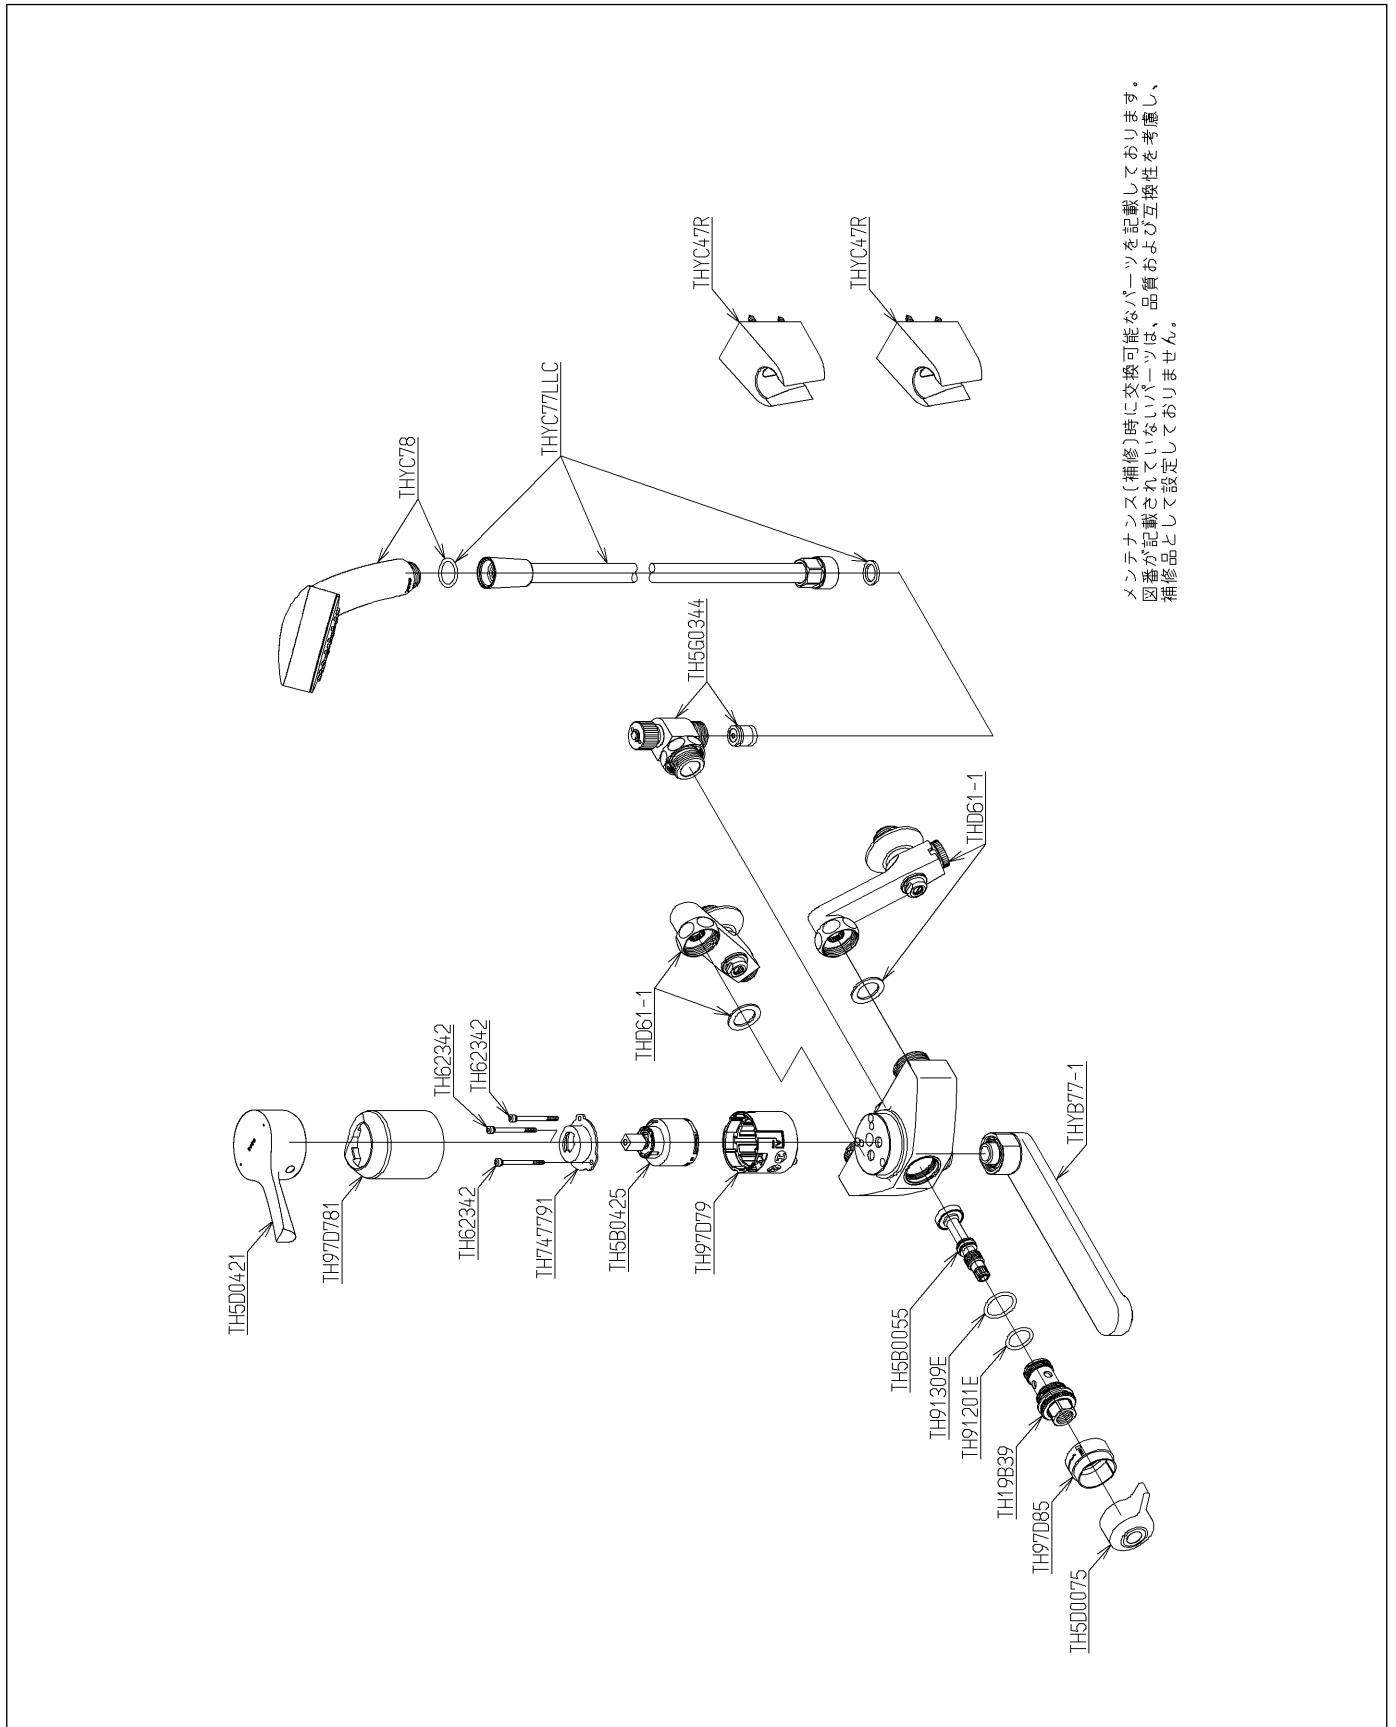 THYC47R
THYC47R
THYC77LLC
THYC78
TH5G0344
THD61-1
THD61-1
TH62342
TH62342
TH62342
TH5D0421
TH97D781
TH747791
TH5B0425
TH97D79
THYB77-1
TH5B0055
TH91309E
TH91201E
TH19B39
TH97D85
TH5D0075
メンテナンス(補修)時に交換可能なパーツを記載しております。
図番が記載されていないパーツは、品質および互換性を考慮し、
補修品として設定しておりません。